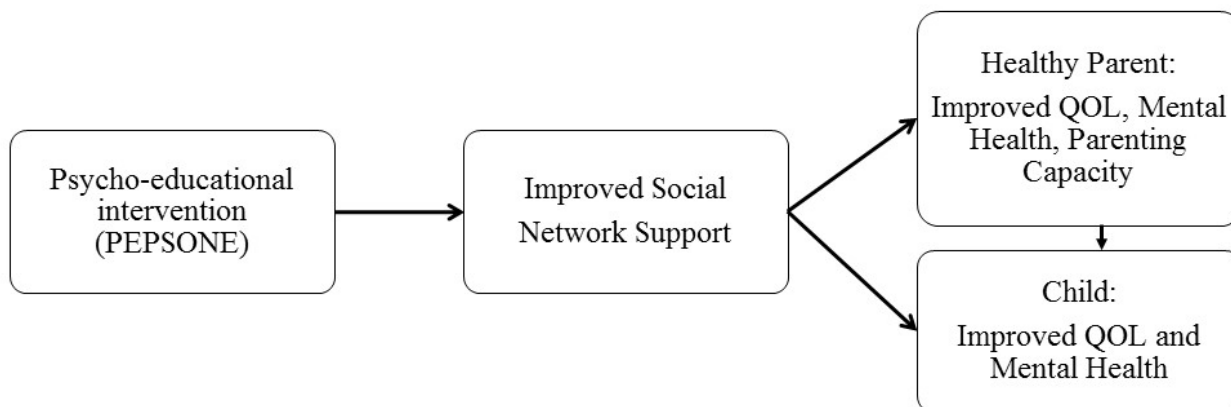 Psycho-educational
intervention
(PEPSONE)
Improved Social
Network Support
Healthy Parent:
Improved QOL, Mental
Health, Parenting
Capacity
Child:
Improved QOL and
Mental Health